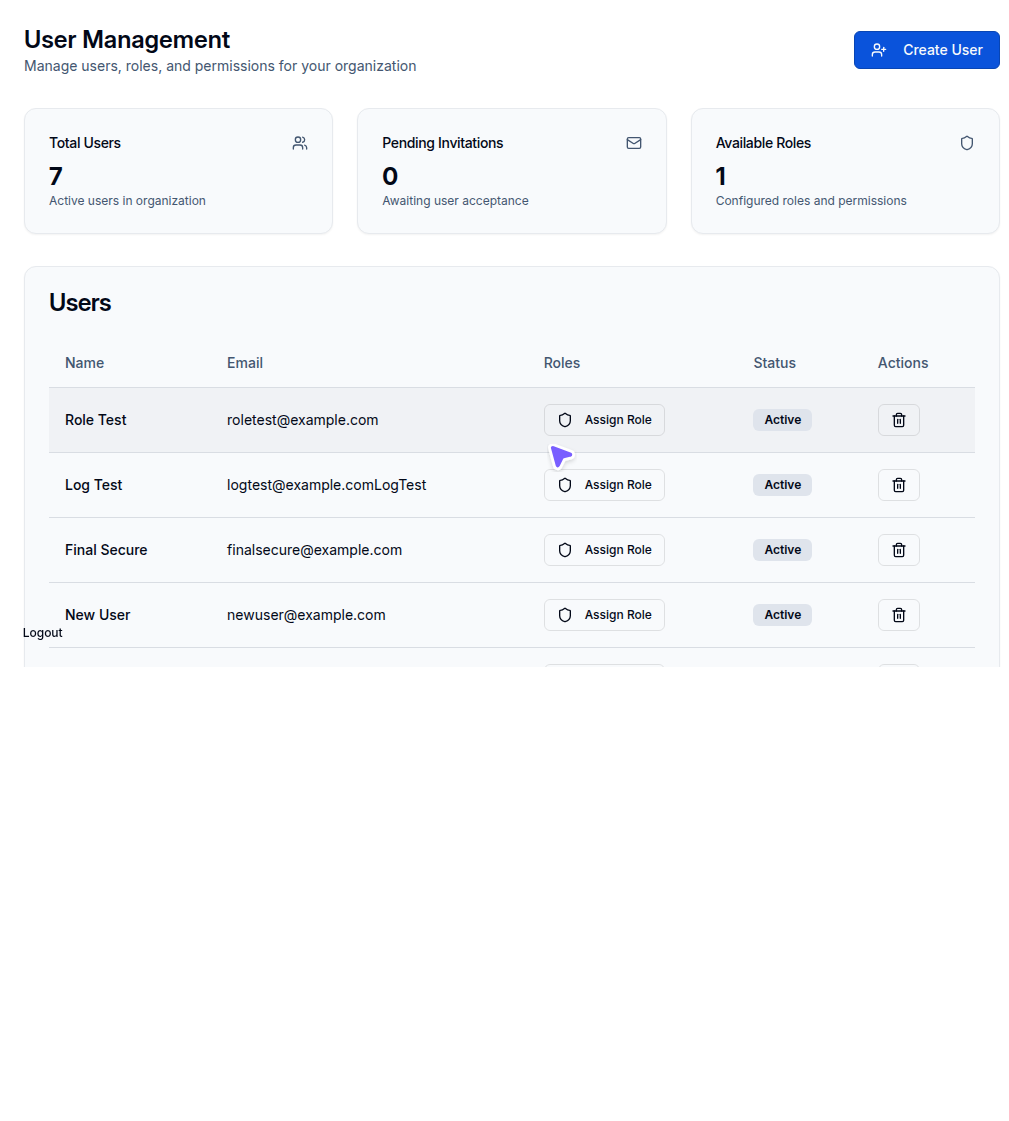 User Management
Manage users, roles, and permissions for your organization
Create User
Total Users
7
Active users in organization
Pending Invitations
0
Awaiting user acceptance
Available Roles
1
Configured roles and permissions
Users
Name Email Roles Status Actions
Role Test roletest@example.com Assign Role Active
Log Test logtest@example.comLogTest Assign Role Active
Final Secure finalsecure@example.com Assign Role Active
New User newuser@example.com Assign Role Active
Logout